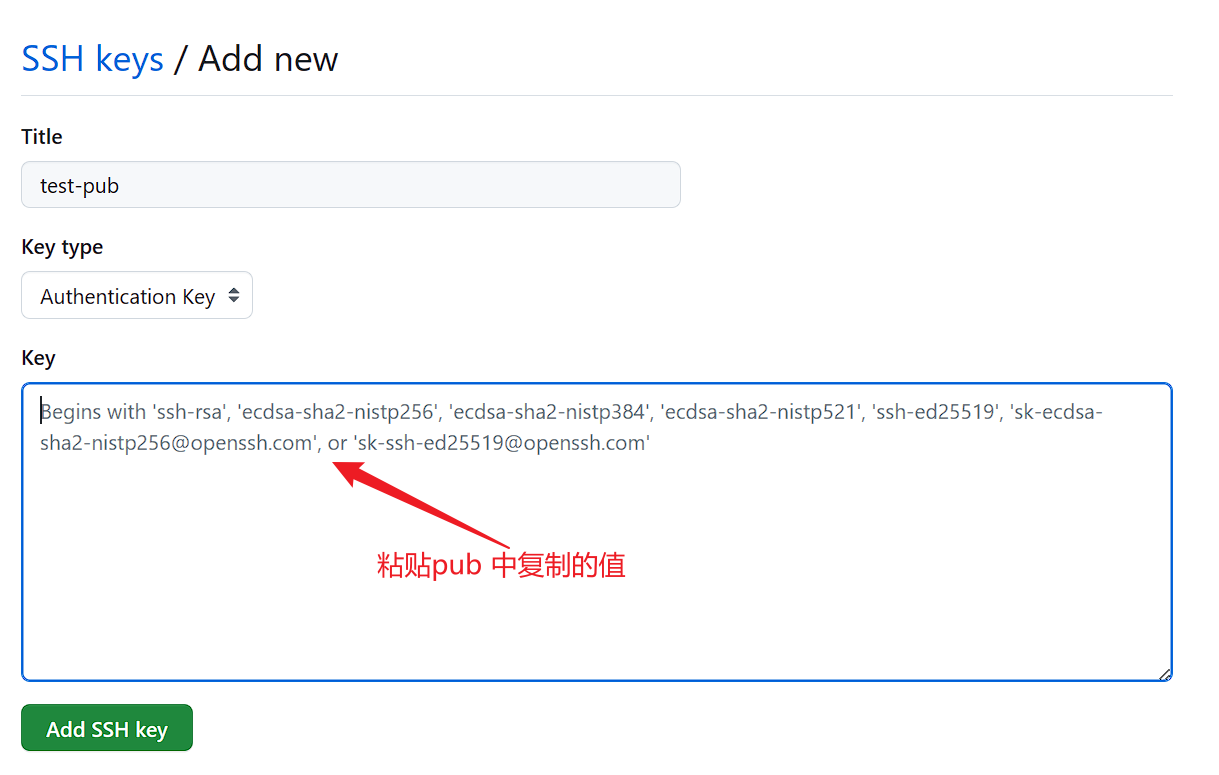 SSH keys / Add new
Title
test-pub
Key type
Authentication Key
Key
Begins with 'ssh-rsa', 'ecdsa-sha2-nistp256', 'ecdsa-sha2-nistp384', 'ecdsa-sha2-nistp521', 'ssh-ed25519', 'sk-ecdsa-
sha2-nistp256@openssh.com', or 'sk-ssh-ed25519@openssh.com'
粘贴pub 中复制的值
Add SSH key